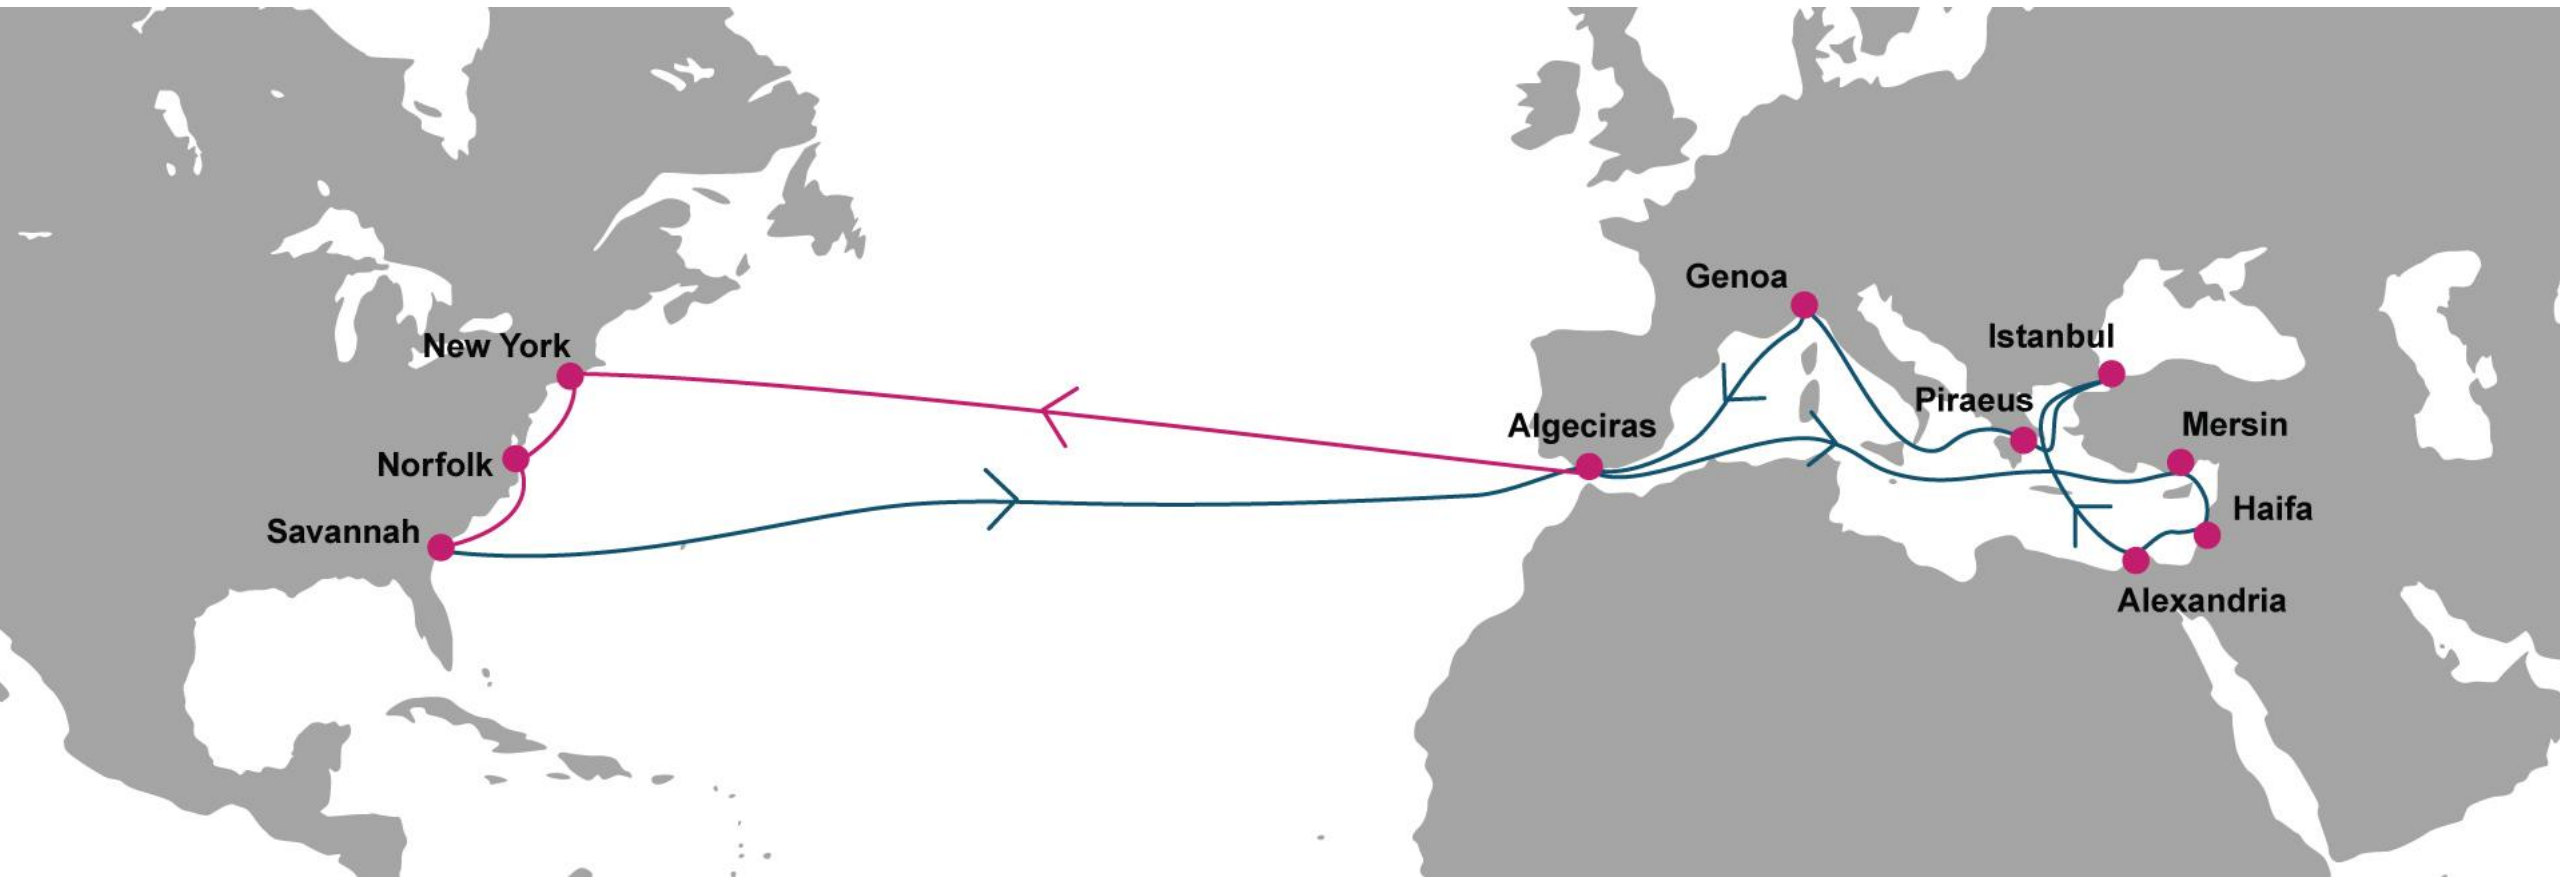 Genoa
Istanbul
New York
Piraeus
Algeciras
Mersin
Norfolk
Haifa
Savannah
Alexandria